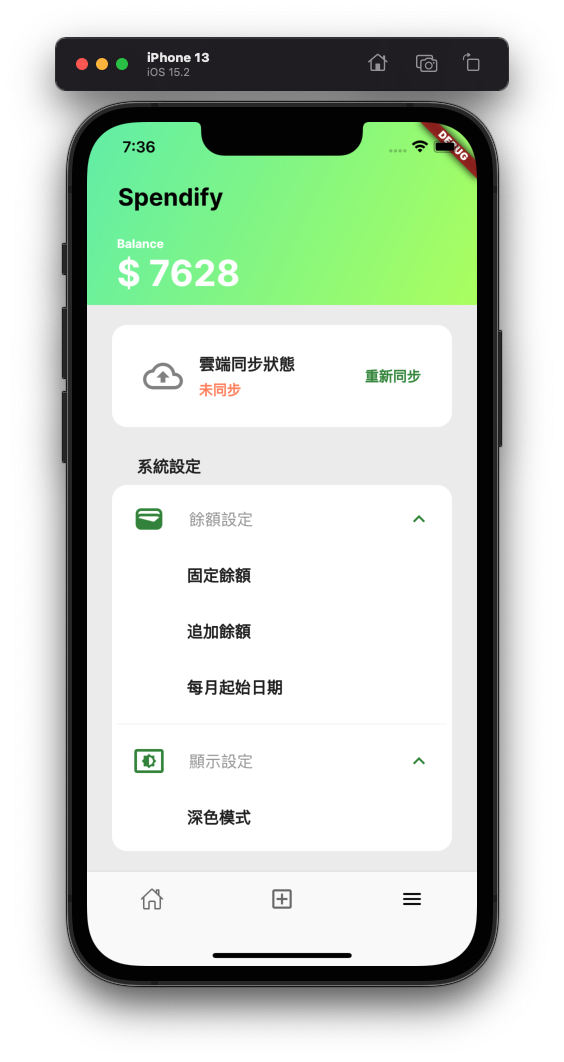 iPhone 13
iOS 15.2
7:36
DEBUG
Spendify
Balance
$ 7628
雲端同步狀態
未同步
重新同步
系統設定
餘額設定
固定餘額
追加餘額
每月起始日期
顯示設定
深色模式